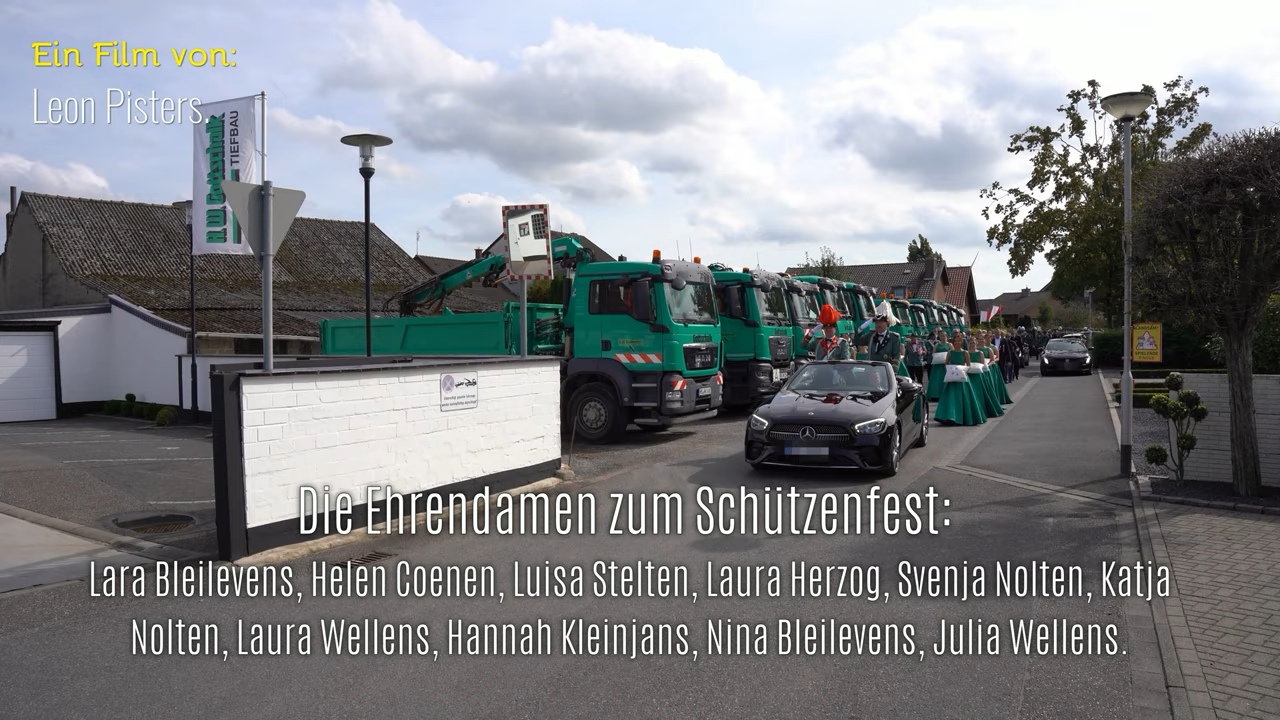 Ein Film von:
Leon Pisters.
H.W. Gottschalk
TIEFBAU
Die Ehrendamen zum Schützenfest:
Lara Bleilevens, Helen Coenen, Luisa Stelten, Laura Herzog, Svenja Nolten, Katja
Nolten, Laura Wellens, Hannah Kleinjans, Nina Bleilevens, Julia Wellens.